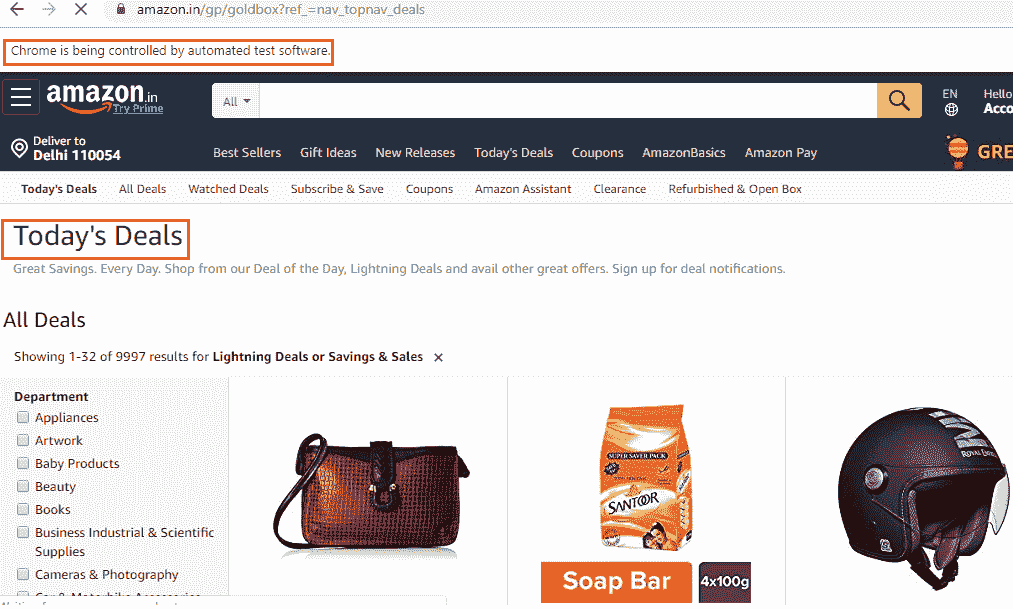 amazon.in/gp/goldbox?ref_=nav_topnav_deals
Chrome is being controlled by automated test software.
amazon.in
Try Prime
All
EN
Hello
Acco
Deliver to
Delhi 110054
Best Sellers Gift Ideas New Releases Today's Deals Coupons AmazonBasics Amazon Pay
GRE
Today's Deals All Deals Watched Deals Subscribe & Save Coupons Amazon Assistant Clearance Refurbished & Open Box
Today's Deals
Great Savings. Every Day. Shop from our Deal of the Day, Lightning Deals and avail other great offers. Sign up for deal notifications.
All Deals
Showing 1-32 of 9997 results for Lightning Deals or Savings & Sales
Department
Appliances
Artwork
Baby Products
Beauty
Books
Business Industrial & Scientific
Supplies
Cameras & Photography
SUPER SAVER PACK
SANTOOR
Soap Bar
4x100g